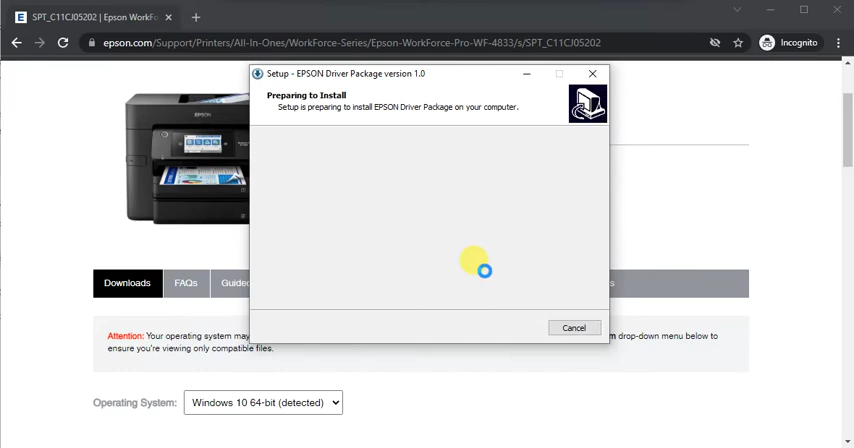 SPT_C11CJ05202 | Epson WorkFo
epson.com/Support/Printers/All-In-Ones/WorkForce-Series/Epson-WorkForce-Pro-WF-4833/s/SPT_C11CJ05202
Incognito
Setup - EPSON Driver Package version 1.0
Preparing to Install
Setup is preparing to install EPSON Driver Package on your computer.
EPSON
Downloads
FAQs
Guide
s
Cancel
Attention: Your operating system may
m drop-down menu below to
ensure you're viewing only compatible files.
Operating System:
Windows 10 64-bit (detected)